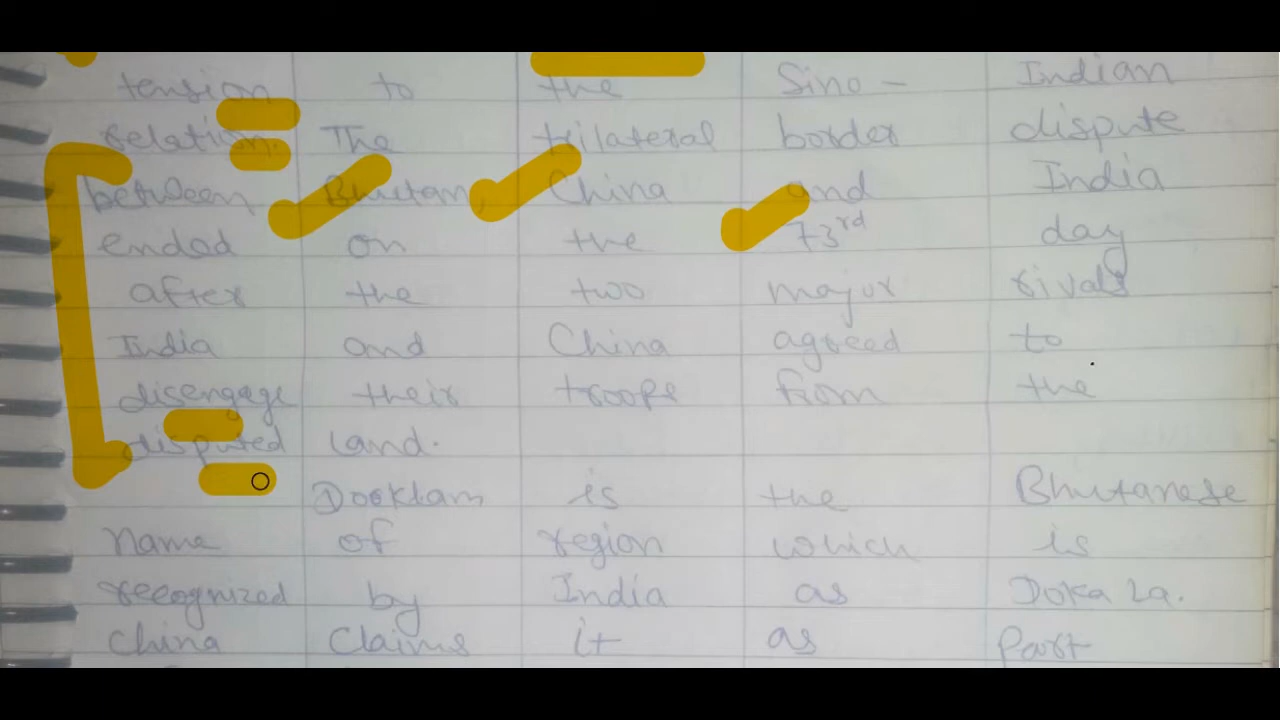 tension to the Sino- Indian
relation. The trilateral border dispute
between Bhutan, China and India
ended on the 73rd day
after the two major rivals
India and China agreed to
disengage their troops from the
disputed land.
Dooklam is the Bhutanese
name of region which is
recognized by India as Doka La.
China Claims it as Part